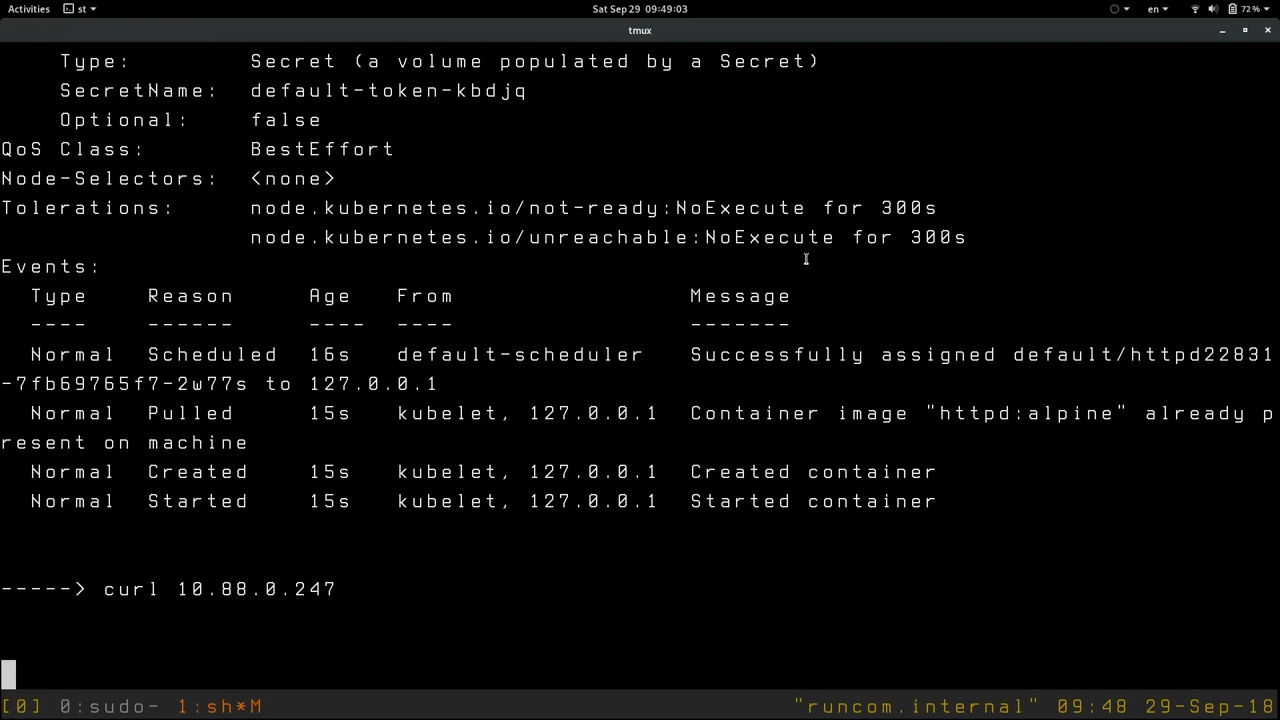 Activities st Sat Sep 29 09:49:03 en 72%
tmux
Type: Secret (a volume populated by a Secret)
SecretName: default-token-kbdjq
Optional: false
QoS Class: BestEffort
Node-Selectors: <none>
Tolerations: node.kubernetes.io/not-ready:NoExecute for 300s
node.kubernetes.io/unreachable:NoExecute for 300s
Events:
Type Reason Age From Message
---- ------ ---- ---- -------
Normal Scheduled 16s default-scheduler Successfully assigned default/httpd22831
-7fb69765f7-2w77s to 127.0.0.1
Normal Pulled 15s kubelet, 127.0.0.1 Container image "httpd:alpine" already p
resent on machine
Normal Created 15s kubelet, 127.0.0.1 Created container
Normal Started 15s kubelet, 127.0.0.1 Started container
-----> curl 10.88.0.247
[0] 0:sudo- 1:sh*M "runcom.internal" 09:48 29-Sep-18